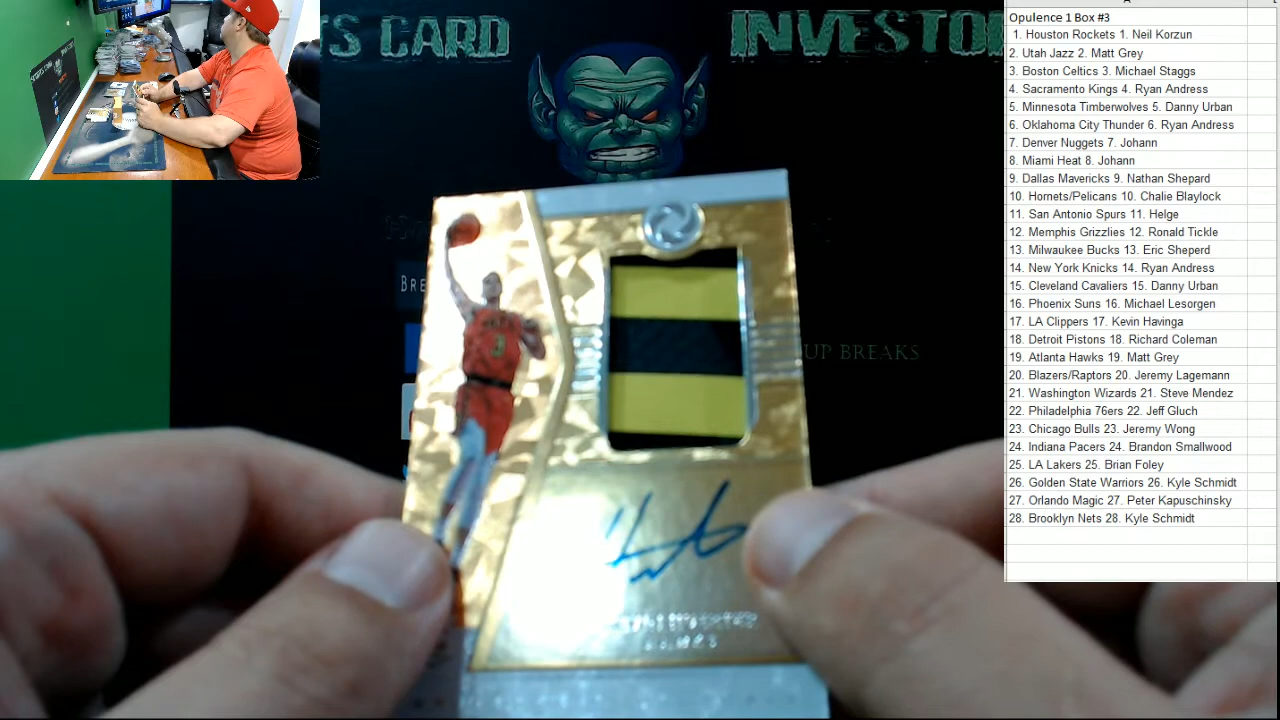 S CARD INVESTO
BRE
UP BREAKS
3
Opulence 1 Box #3
1. Houston Rockets 1. Neil Korzun
2. Utah Jazz 2. Matt Grey
3. Boston Celtics 3. Michael Staggs
4. Sacramento Kings 4. Ryan Andress
5. Minnesota Timberwolves 5. Danny Urban
6. Oklahoma City Thunder 6. Ryan Andress
7. Denver Nuggets 7. Johann
8. Miami Heat 8. Johann
9. Dallas Mavericks 9. Nathan Shepard
10. Hornets/Pelicans 10. Chalie Blaylock
11. San Antonio Spurs 11. Helge
12. Memphis Grizzlies 12. Ronald Tickle
13. Milwaukee Bucks 13. Eric Sheperd
14. New York Knicks 14. Ryan Andress
15. Cleveland Cavaliers 15. Danny Urban
16. Phoenix Suns 16. Michael Lesorgen
17. LA Clippers 17. Kevin Havinga
18. Detroit Pistons 18. Richard Coleman
19. Atlanta Hawks 19. Matt Grey
20. Blazers/Raptors 20. Jeremy Lagemann
21. Washington Wizards 21. Steve Mendez
22. Philadelphia 76ers 22. Jeff Gluch
23. Chicago Bulls 23. Jeremy Wong
24. Indiana Pacers 24. Brandon Smallwood
25. LA Lakers 25. Brian Foley
26. Golden State Warriors 26. Kyle Schmidt
27. Orlando Magic 27. Peter Kapuschinsky
28. Brooklyn Nets 28. Kyle Schmidt